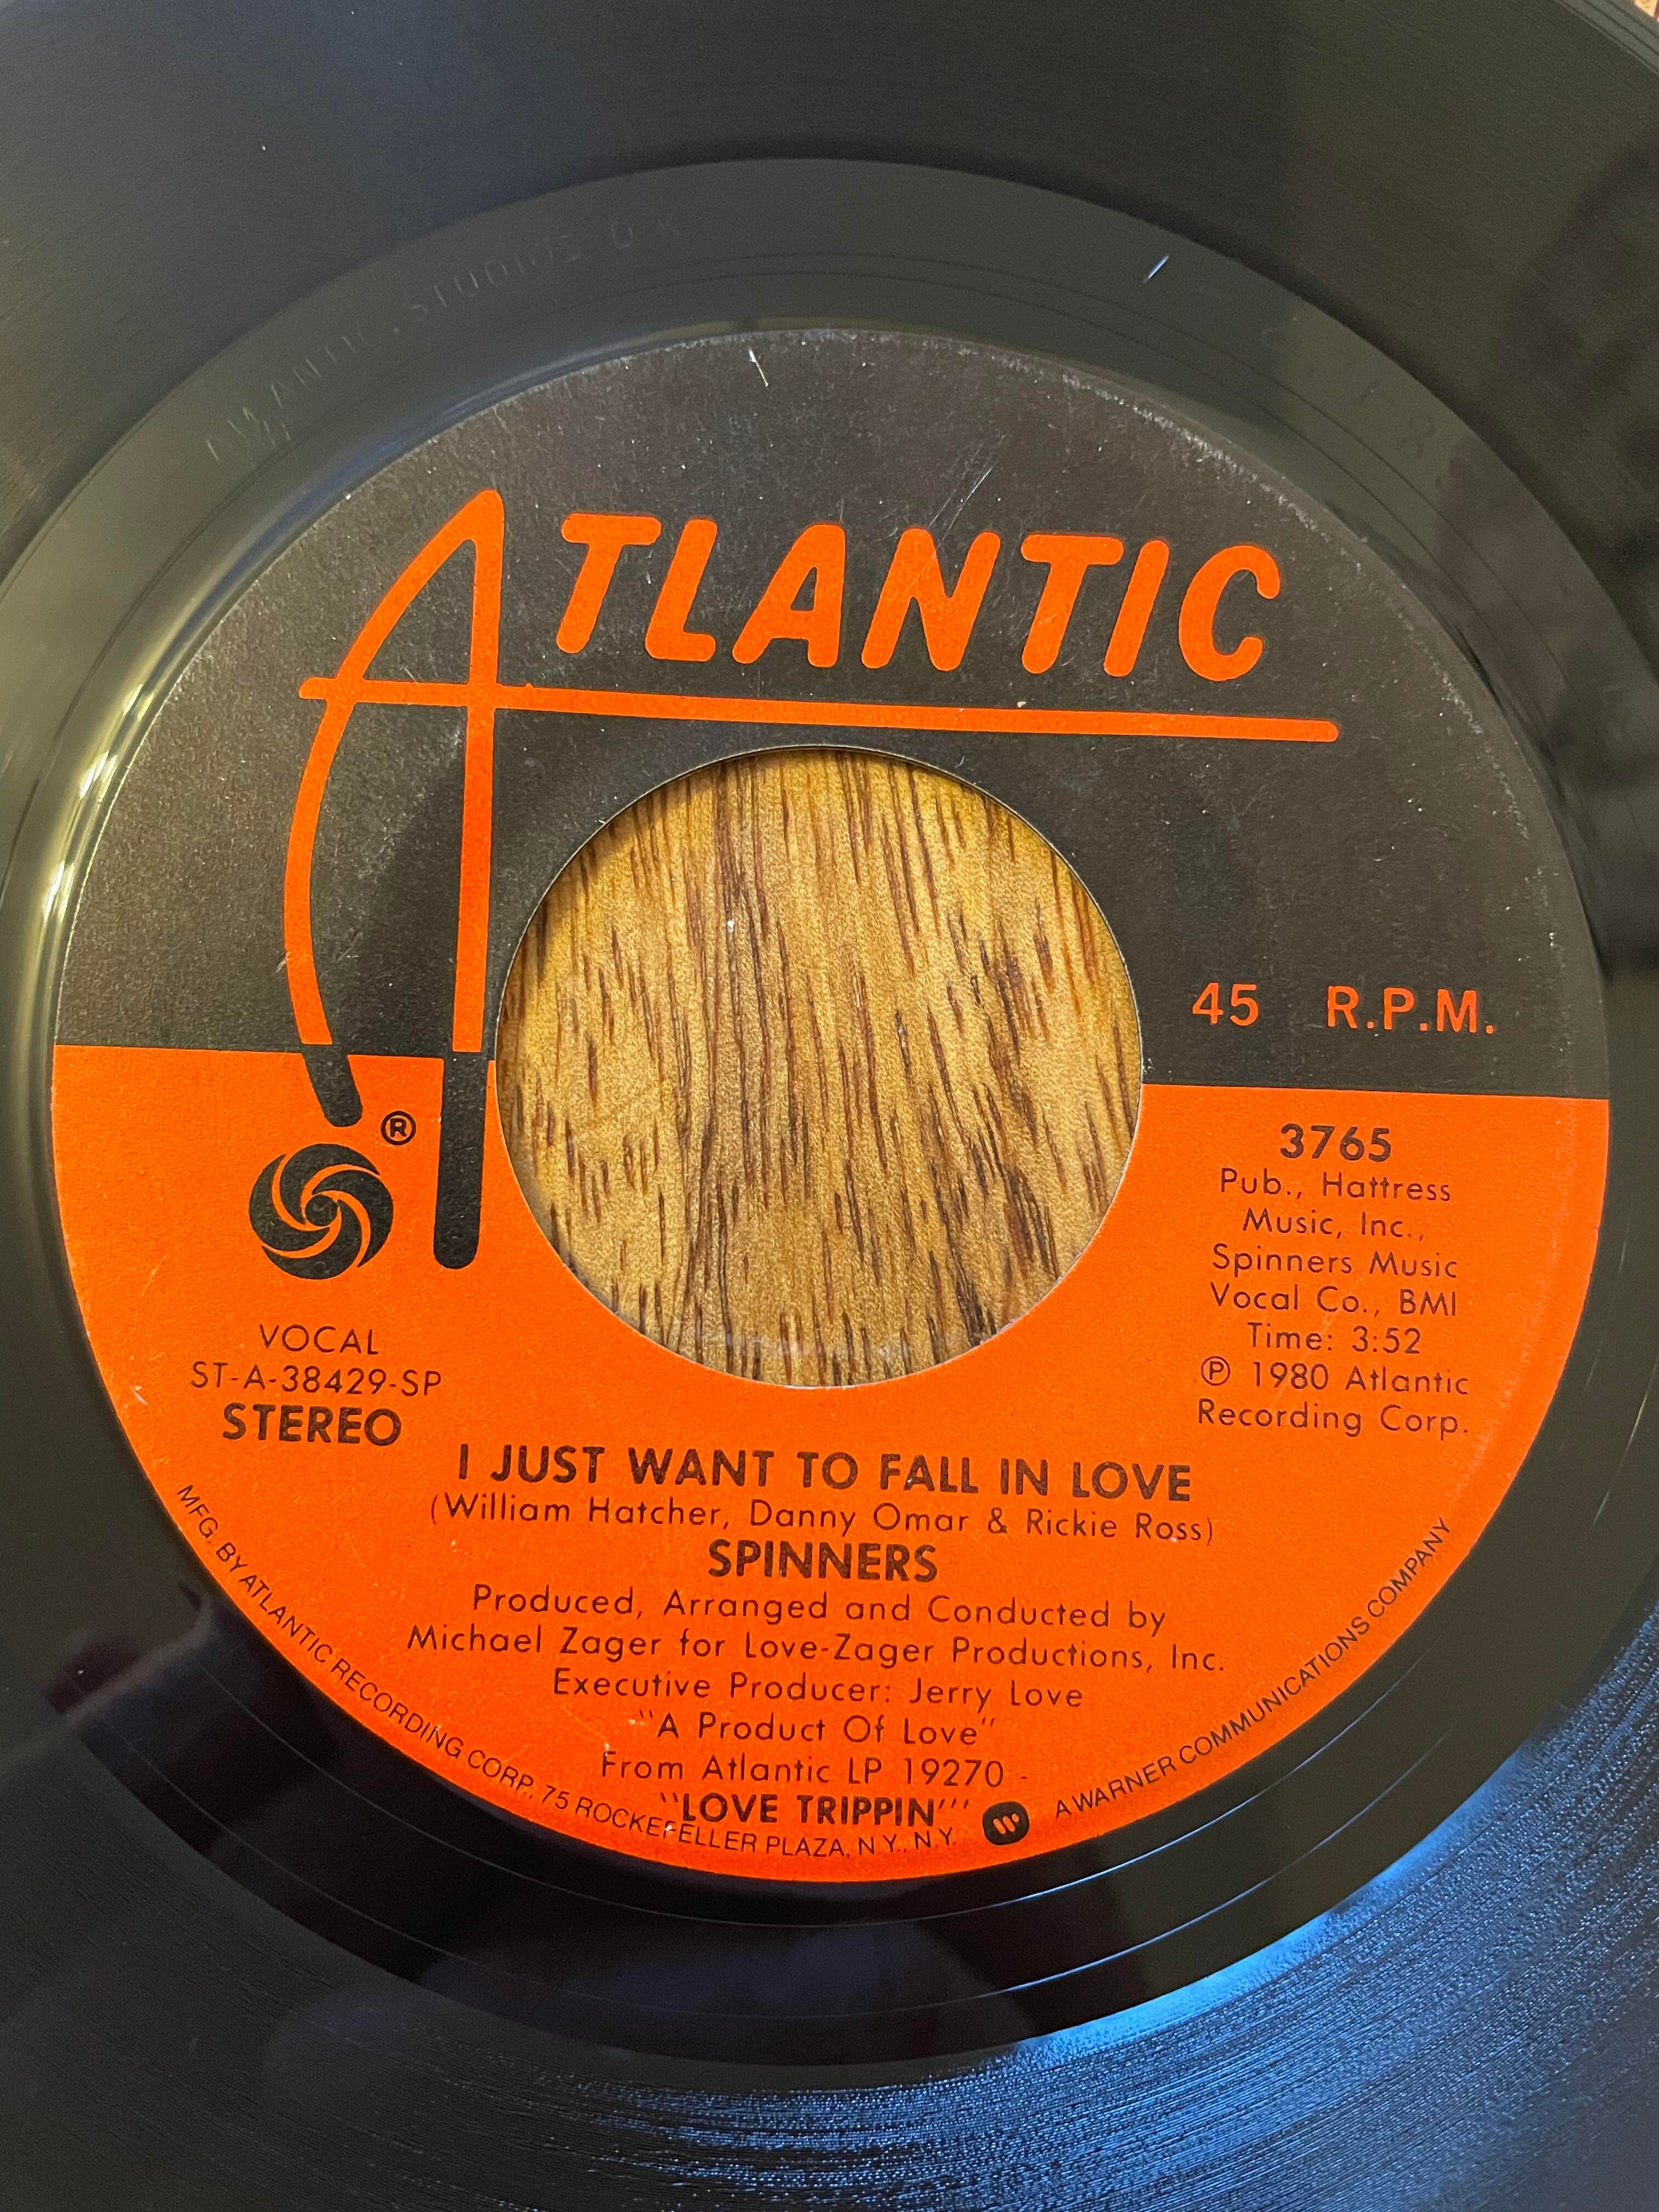 ATLANTIC STUDIOS DK
ATLANTIC
45 R.P.M.
®
3765
Pub., Hattress
Music, Inc.,
Spinners Music
Vocal Co., BMI
Time: 3:52
℗ 1980 Atlantic
Recording Corp.
VOCAL
ST-A-38429-SP
STEREO
I JUST WANT TO FALL IN LOVE
(William Hatcher, Danny Omar & Rickie Ross)
SPINNERS
Produced, Arranged and Conducted by
Michael Zager for Love-Zager Productions, Inc.
Executive Producer: Jerry Love
"A Product Of Love"
From Atlantic LP 19270 -
"LOVE TRIPPIN'"
MFG. BY ATLANTIC RECORDING CORP., 75 ROCKEFELLER PLAZA, N.Y., N.Y. A WARNER COMMUNICATIONS COMPANY